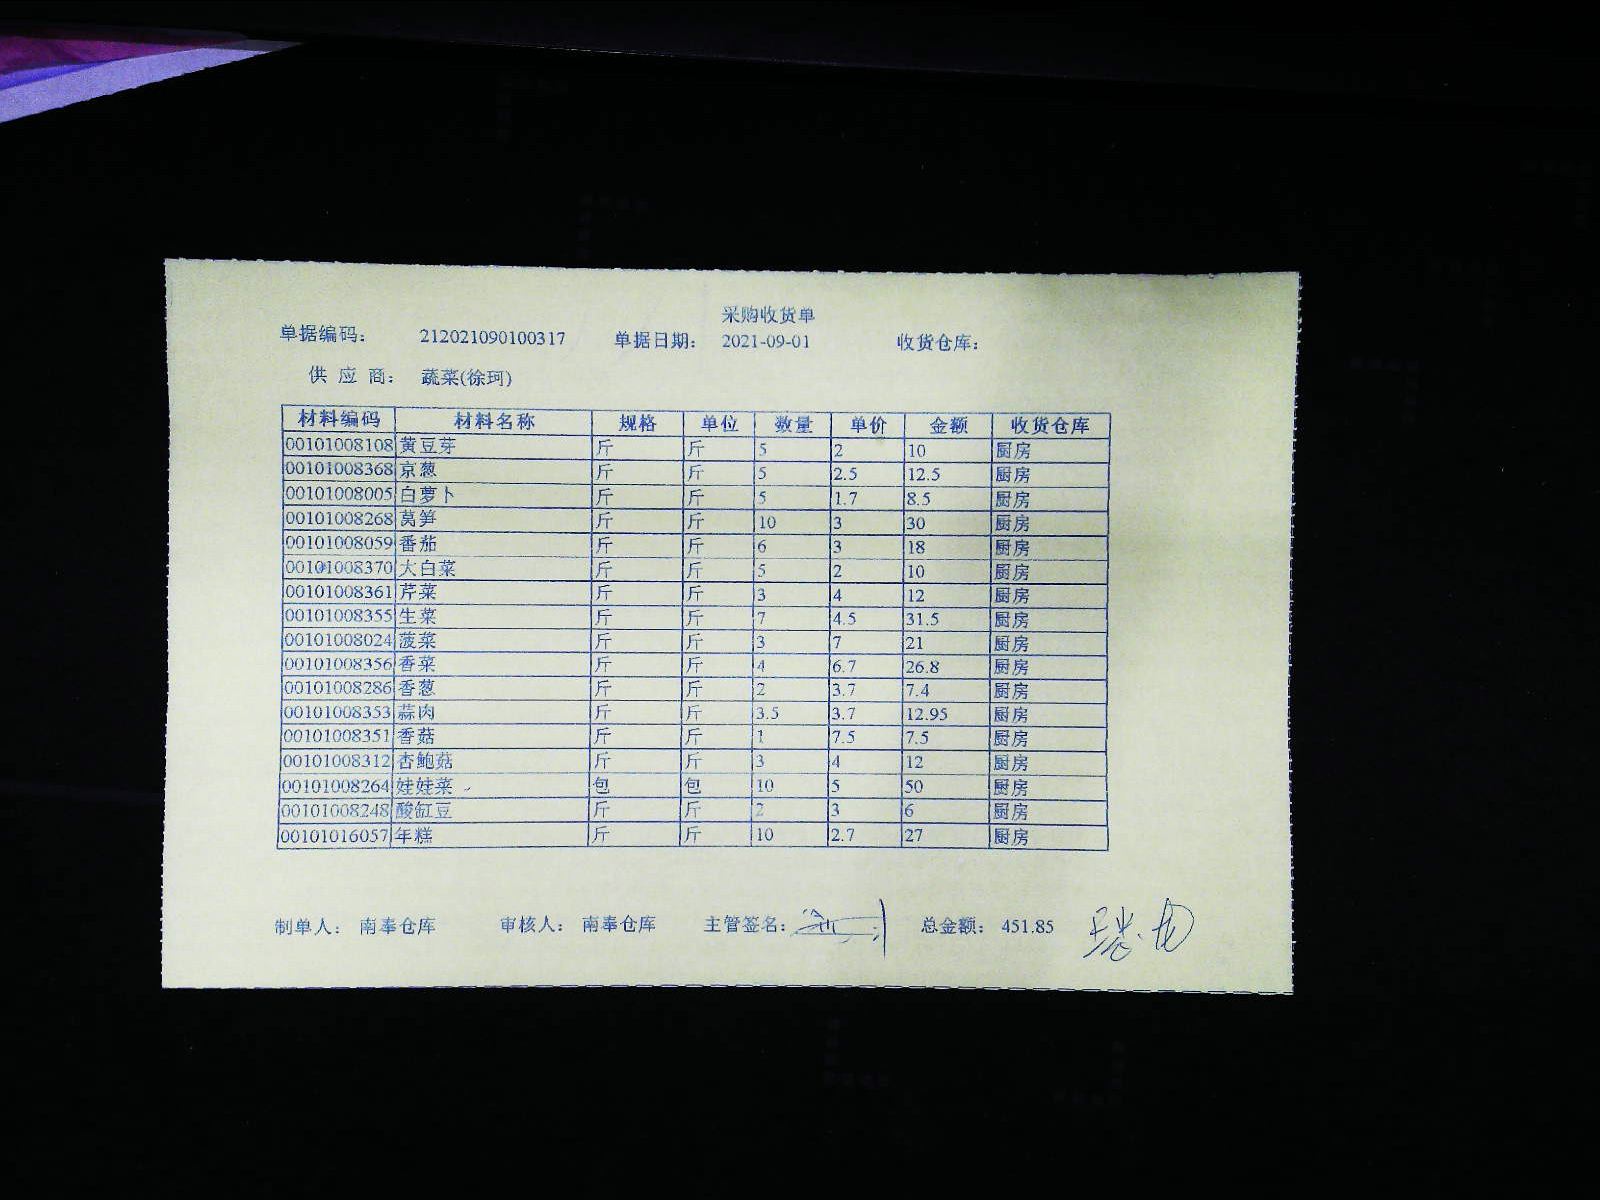 采购收货单
单据编码： 212021090100317 单据日期： 2021-09-01 收货仓库：
供 应 商： 蔬菜(徐珂)
材料编码 材料名称 规格 单位 数量 单价 金额 收货仓库
00101008108 黄豆芽 斤 斤 5 2 10 厨房
00101008368 京葱 斤 斤 5 2.5 12.5 厨房
00101008005 白萝卜 斤 斤 5 1.7 8.5 厨房
00101008268 莴笋 斤 斤 10 3 30 厨房
00101008059 番茄 斤 斤 6 3 18 厨房
00101008370 大白菜 斤 斤 5 2 10 厨房
00101008361 芹菜 斤 斤 3 4 12 厨房
00101008355 生菜 斤 斤 7 4.5 31.5 厨房
00101008024 菠菜 斤 斤 3 7 21 厨房
00101008356 香菜 斤 斤 4 6.7 26.8 厨房
00101008286 香葱 斤 斤 2 3.7 7.4 厨房
00101008353 蒜肉 斤 斤 3.5 3.7 12.95 厨房
00101008351 香菇 斤 斤 1 7.5 7.5 厨房
00101008312 杏鲍菇 斤 斤 3 4 12 厨房
00101008264 娃娃菜 包 包 10 5 50 厨房
00101008248 酸缸豆 斤 斤 2 3 6 厨房
00101016057 年糕 斤 斤 10 2.7 27 厨房
制单人： 南奉仓库 审核人： 南奉仓库 主管签名： 总金额： 451.85